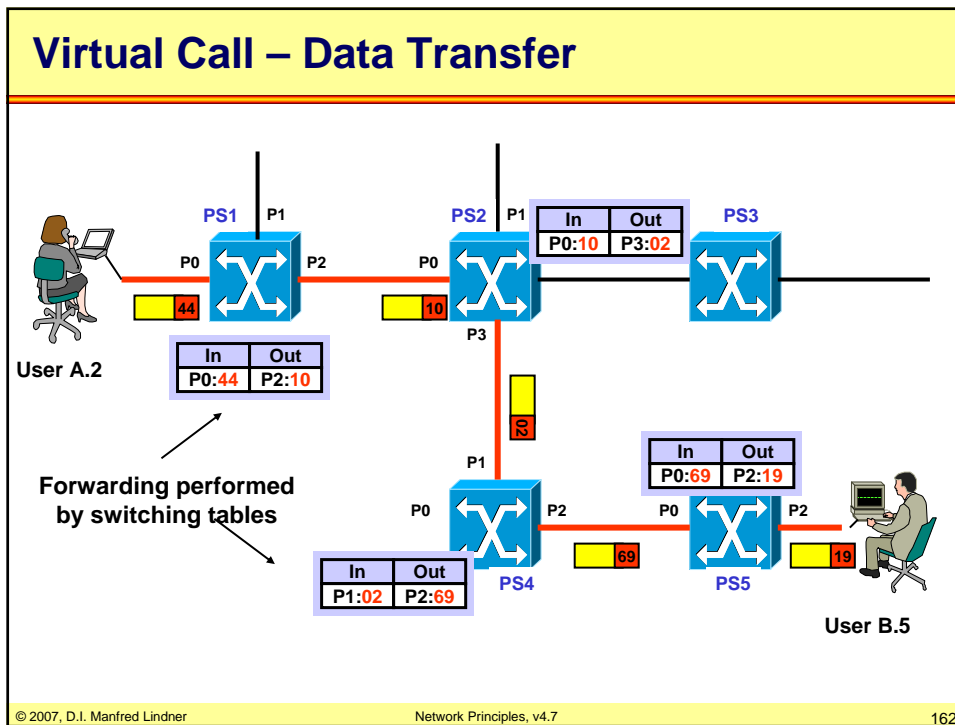 Virtual Call – Data Transfer
PS1
P1
P0
P2
44
User A.2
In Out
P0:44 P2:10
PS2
P1
P0
10
P3
In Out
P0:10 P3:02
PS3
02
Forwarding performed
by switching tables
P1
P0
P2
PS4
In Out
P1:02 P2:69
69
In Out
P0:69 P2:19
P0
P2
PS5
19
User B.5
© 2007, D.I. Manfred Lindner
Network Principles, v4.7
162